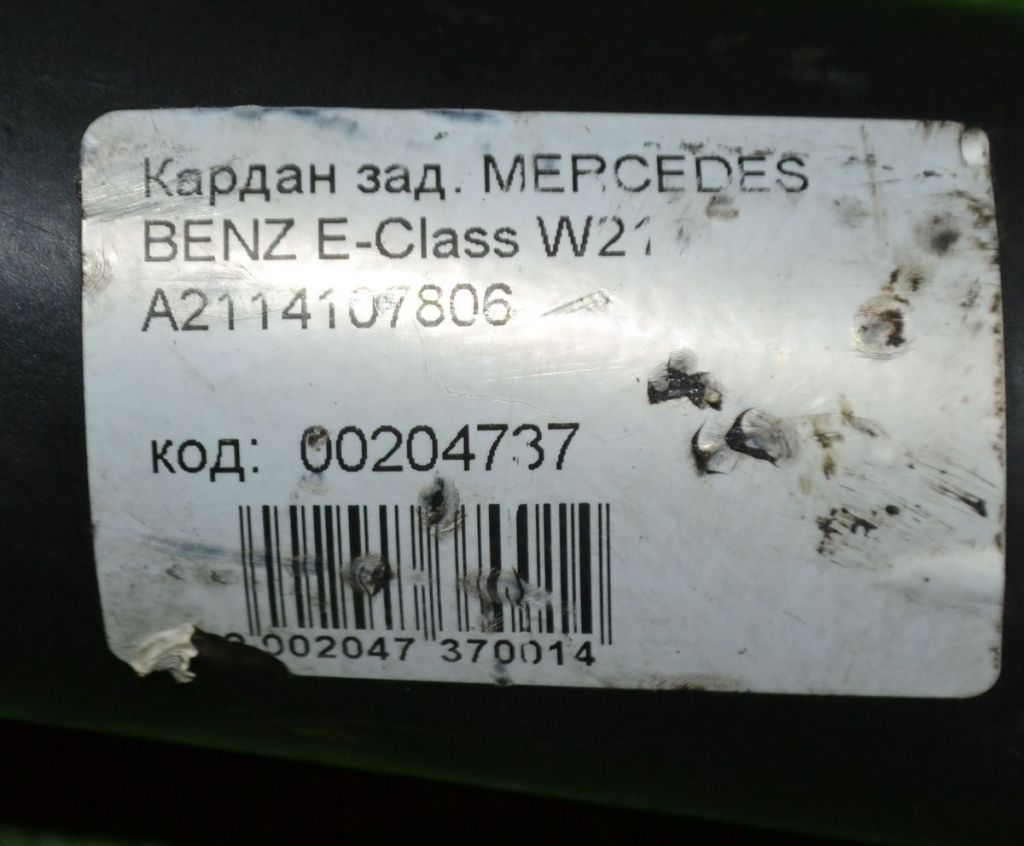 Кардан зад. MERCEDES
BENZ E-Class W21
A2114107806
код: 00204737
002047 370014